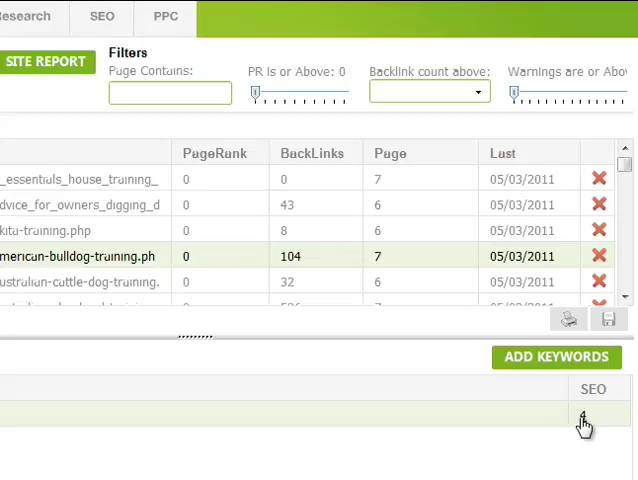 Research SEO PPC
SITE REPORT
Filters
Page Contains:
PR is or Above: 0
Backlink count above:
Warnings are or Abov
PageRank BackLinks Page Last
_essentials_house_training_ 0 0 7 05/03/2011
dvice_for_owners_digging_d 0 43 6 05/03/2011
kita-training.php 0 8 6 05/03/2011
merican-bulldog-training.ph 0 104 7 05/03/2011
ustralian-cattle-dog-training. 0 32 6 05/03/2011
ADD KEYWORDS
SEO
4